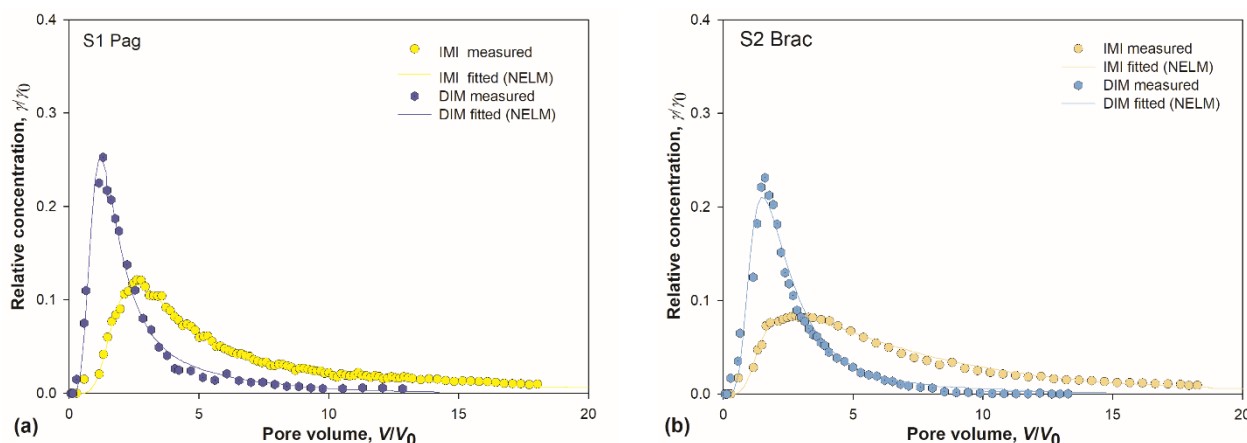 S1 Pag
IMI measured
IMI fitted (NELM)
DIM measured
DIM fitted (NELM)
Relative concentration, γ/γ0
0.4
0.3
0.2
0.1
0.0
0 5 10 15 20
(a)
Pore volume, V/V0
S2 Brac
IMI measured
IMI fitted (NELM)
DIM measured
DIM fitted (NELM)
Relative concentration, γ/γ0
0.4
0.3
0.2
0.1
0.0
0 5 10 15 20
(b)
Pore volume, V/V0